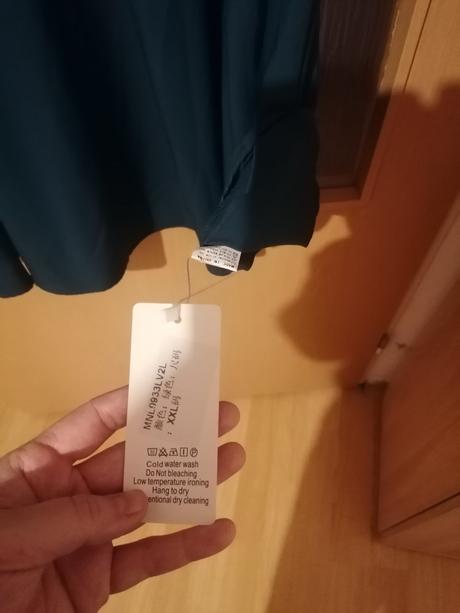 MNL0933LV2L
颜色：绿色：尺码
：XXL码
Cold water wash
Do Not bleaching
Low temperature ironing
Hang to dry
entional dry cleaning